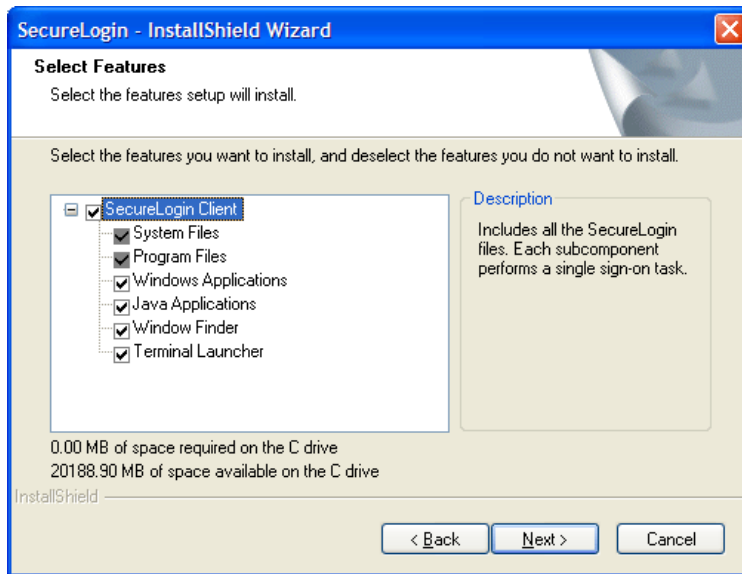 SecureLogin - InstallShield Wizard
Select Features
Select the features setup will install.
Select the features you want to install, and deselect the features you do not want to install.
SecureLogin Client
System Files
Program Files
Windows Applications
Java Applications
Window Finder
Terminal Launcher
Description
Includes all the SecureLogin
files. Each subcomponent
performs a single sign-on task.
0.00 MB of space required on the C drive
20188.90 MB of space available on the C drive
InstallShield
< Back
Next >
Cancel